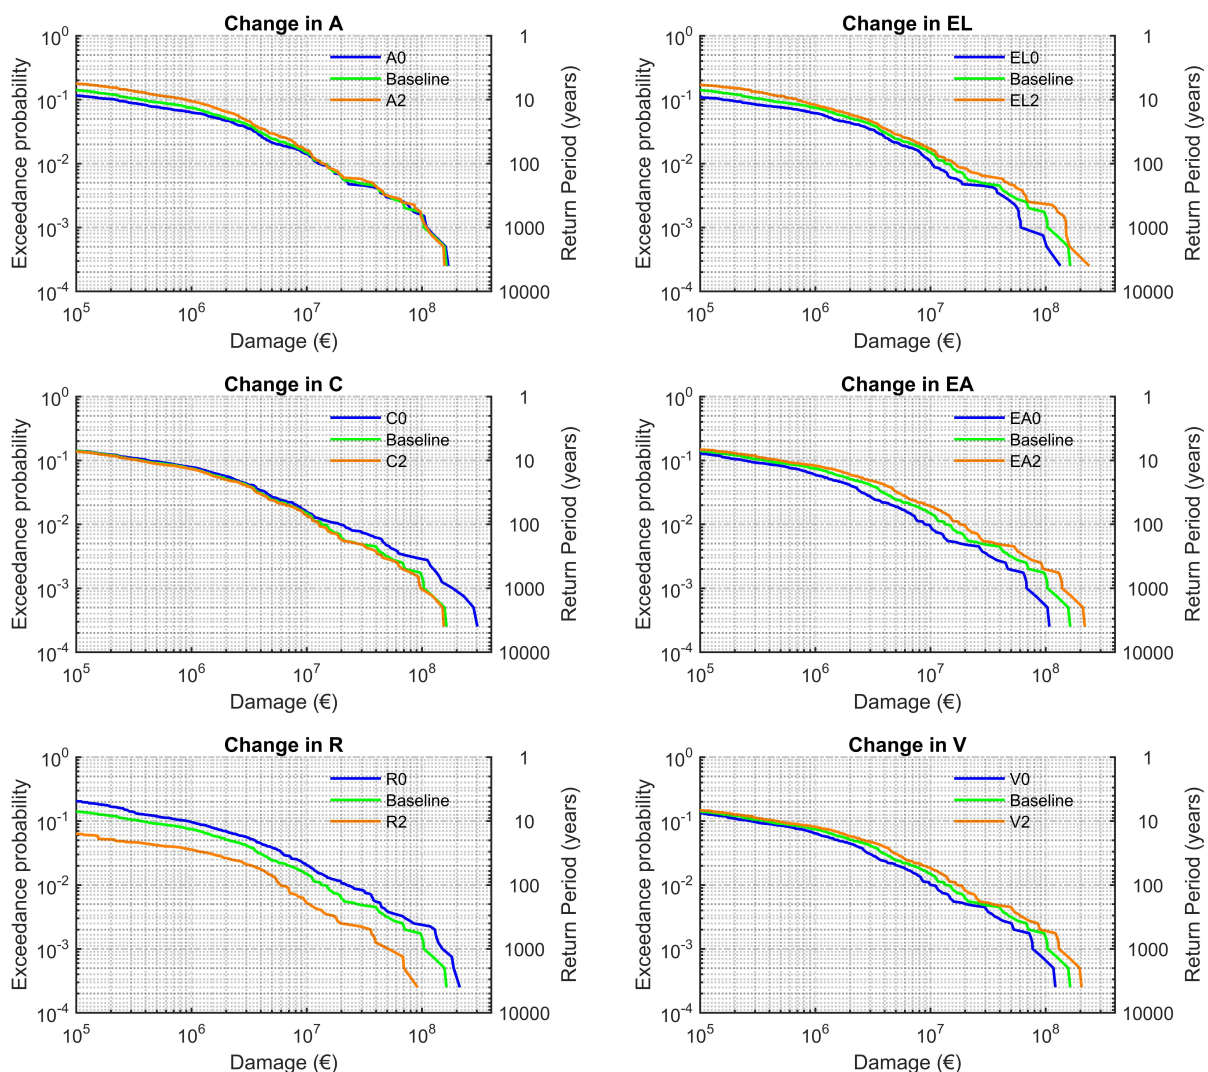 Change in A
Exceedance probability
10^0
10^-1
10^-2
10^-3
10^-4
A0
Baseline
A2
1
10
100
1000
10000
Return Period (years)
10^5
10^6
10^7
10^8
Damage (€)
Change in EL
Exceedance probability
10^0
10^-1
10^-2
10^-3
10^-4
EL0
Baseline
EL2
1
10
100
1000
10000
Return Period (years)
10^5
10^6
10^7
10^8
Damage (€)
Change in C
Exceedance probability
10^0
10^-1
10^-2
10^-3
10^-4
C0
Baseline
C2
1
10
100
1000
10000
Return Period (years)
10^5
10^6
10^7
10^8
Damage (€)
Change in EA
Exceedance probability
10^0
10^-1
10^-2
10^-3
10^-4
EA0
Baseline
EA2
1
10
100
1000
10000
Return Period (years)
10^5
10^6
10^7
10^8
Damage (€)
Change in R
Exceedance probability
10^0
10^-1
10^-2
10^-3
10^-4
R0
Baseline
R2
1
10
100
1000
10000
Return Period (years)
10^5
10^6
10^7
10^8
Damage (€)
Change in V
Exceedance probability
10^0
10^-1
10^-2
10^-3
10^-4
V0
Baseline
V2
1
10
100
1000
10000
Return Period (years)
10^5
10^6
10^7
10^8
Damage (€)